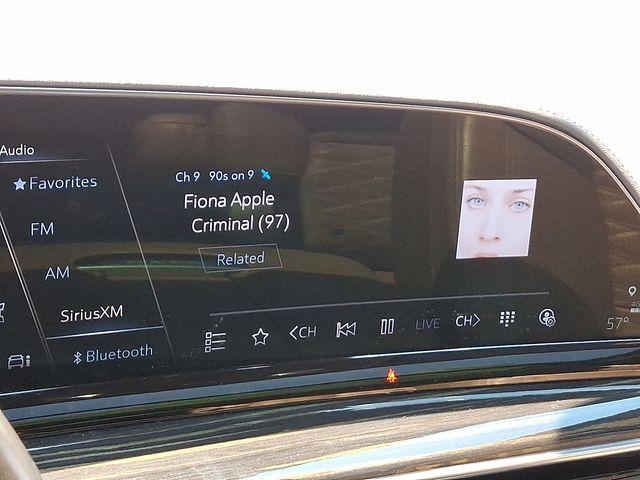 Audio
Favorites
FM
AM
SiriusXM
Bluetooth
Ch 9 90s on 9
Fiona Apple
Criminal (97)
Related
<CH
LIVE
CH>
57°